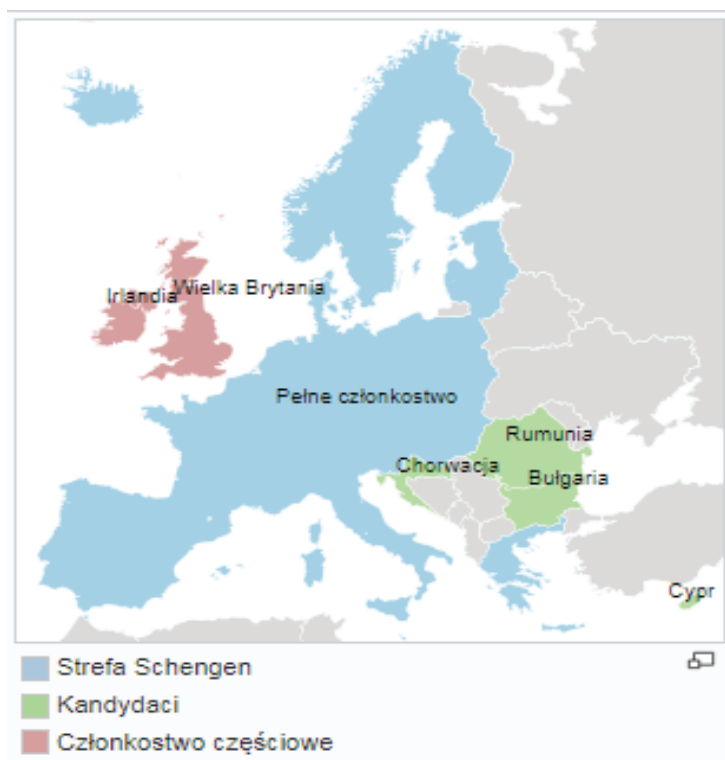 Irlandia
Wielka Brytania
Pełne członkostwo
Rumunia
Chorwacja
Bułgaria
Cypr
Strefa Schengen
Kandydaci
Członkostwo częściowe